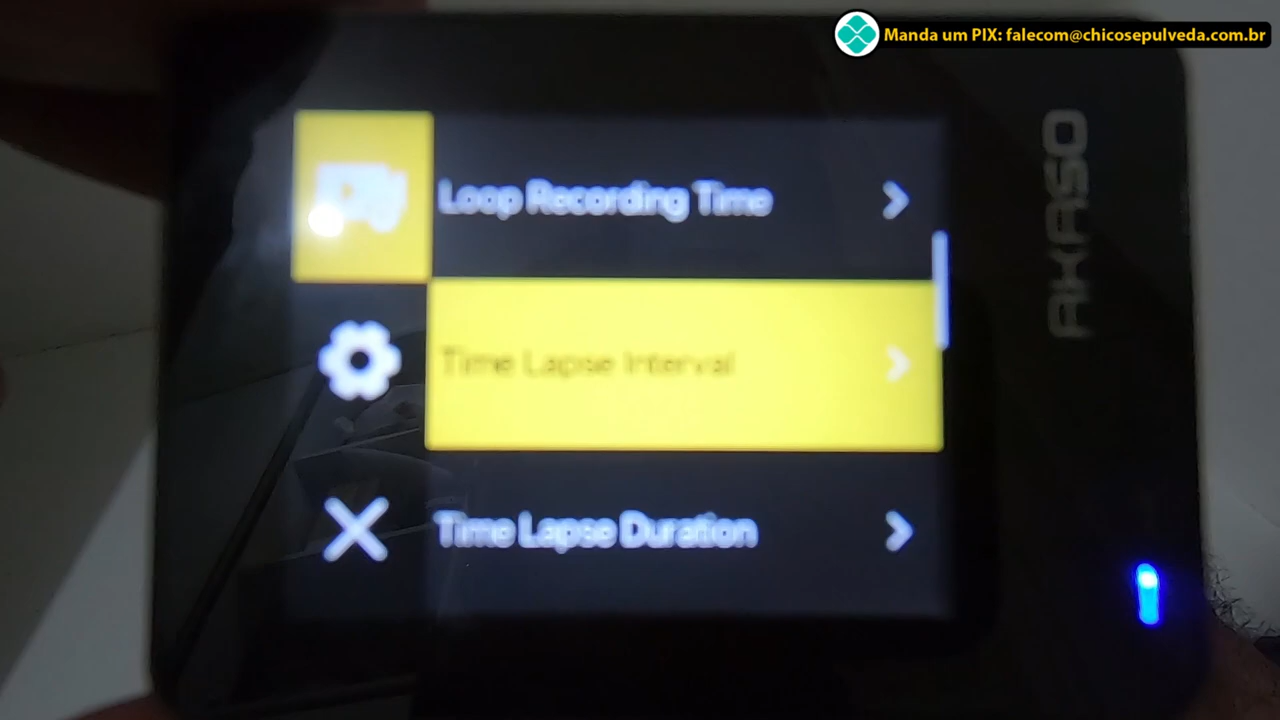 Manda um PIX: falecom@chicosepulveda.com.br
Loop Recording Time
Time Lapse Interval
Time Lapse Duration
AKASO